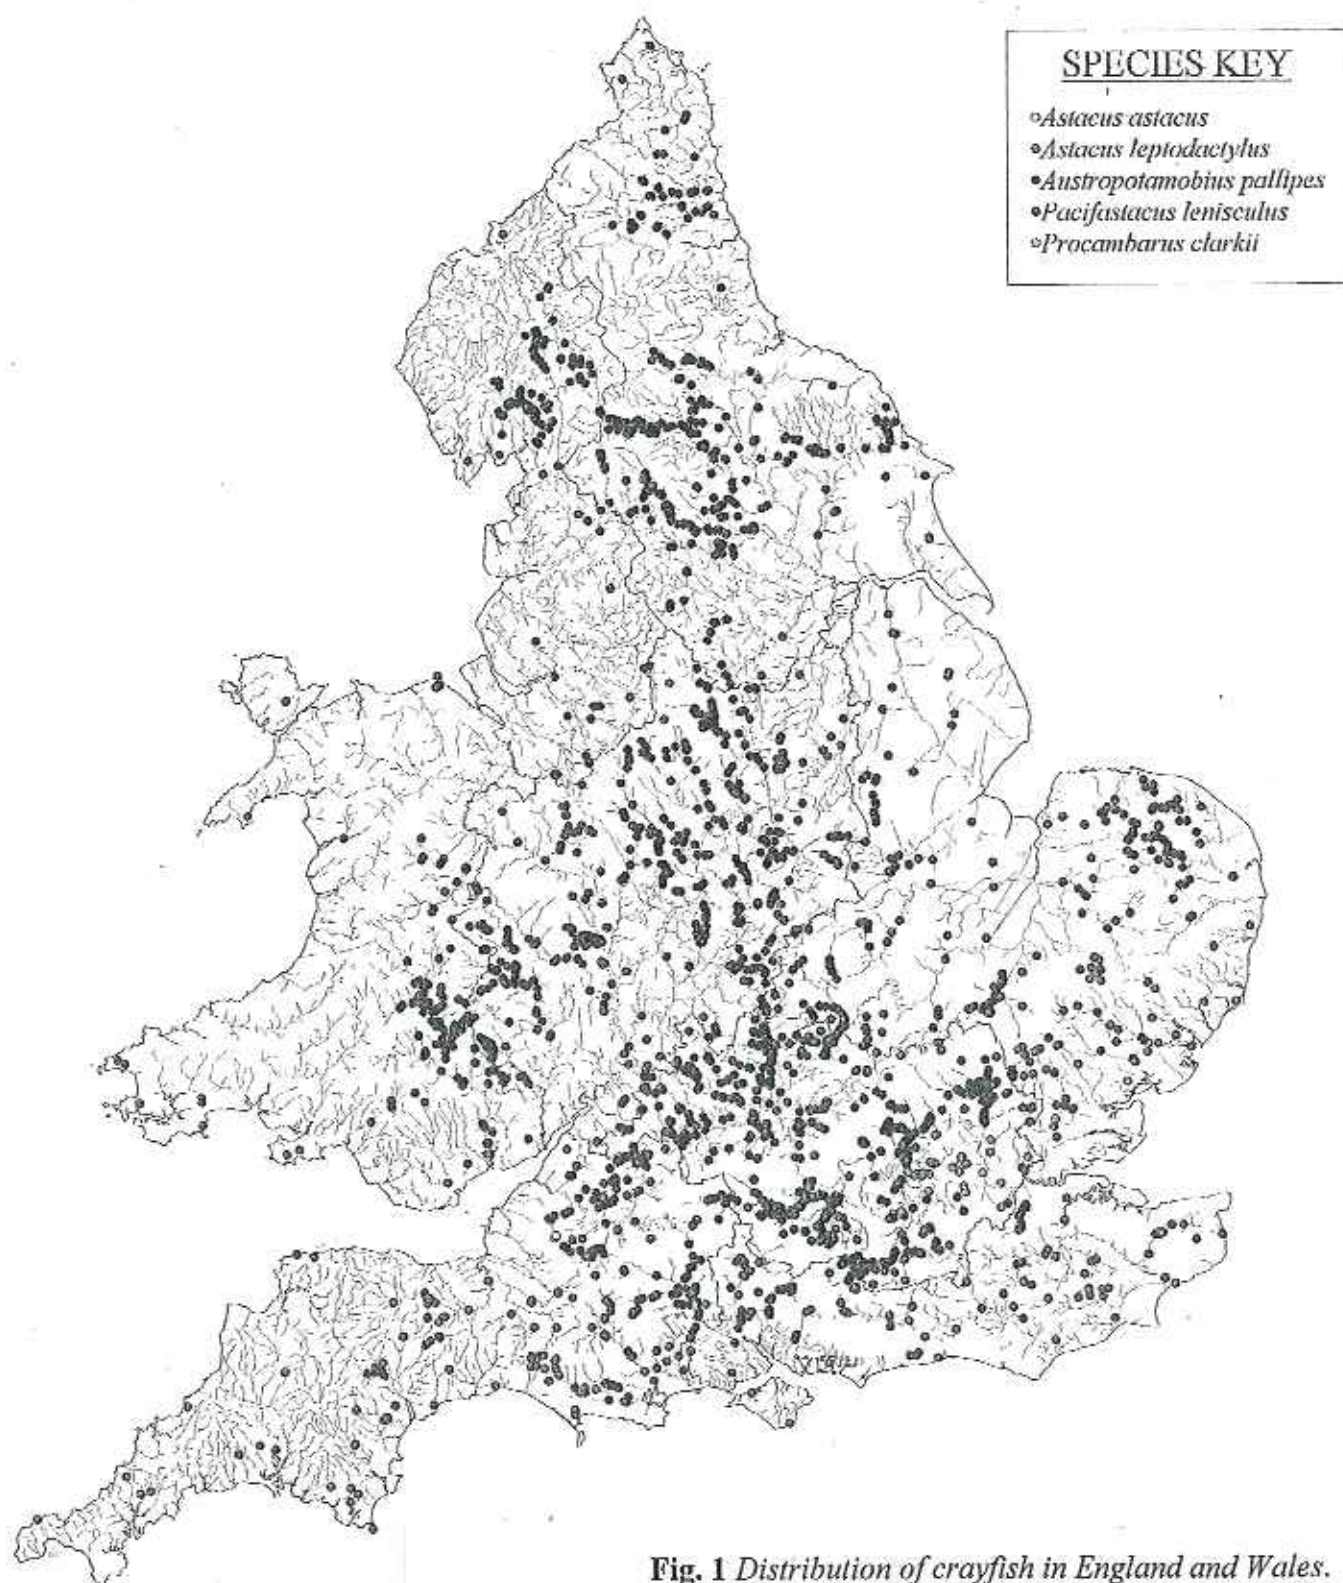 SPECIES KEY
Astacus astacus
Astacus leptodactylus
Austropotamobius pallipes
Pacifastacus lenisculus
Procambarus clarkii
Fig. 1 Distribution of crayfish in England and Wales.